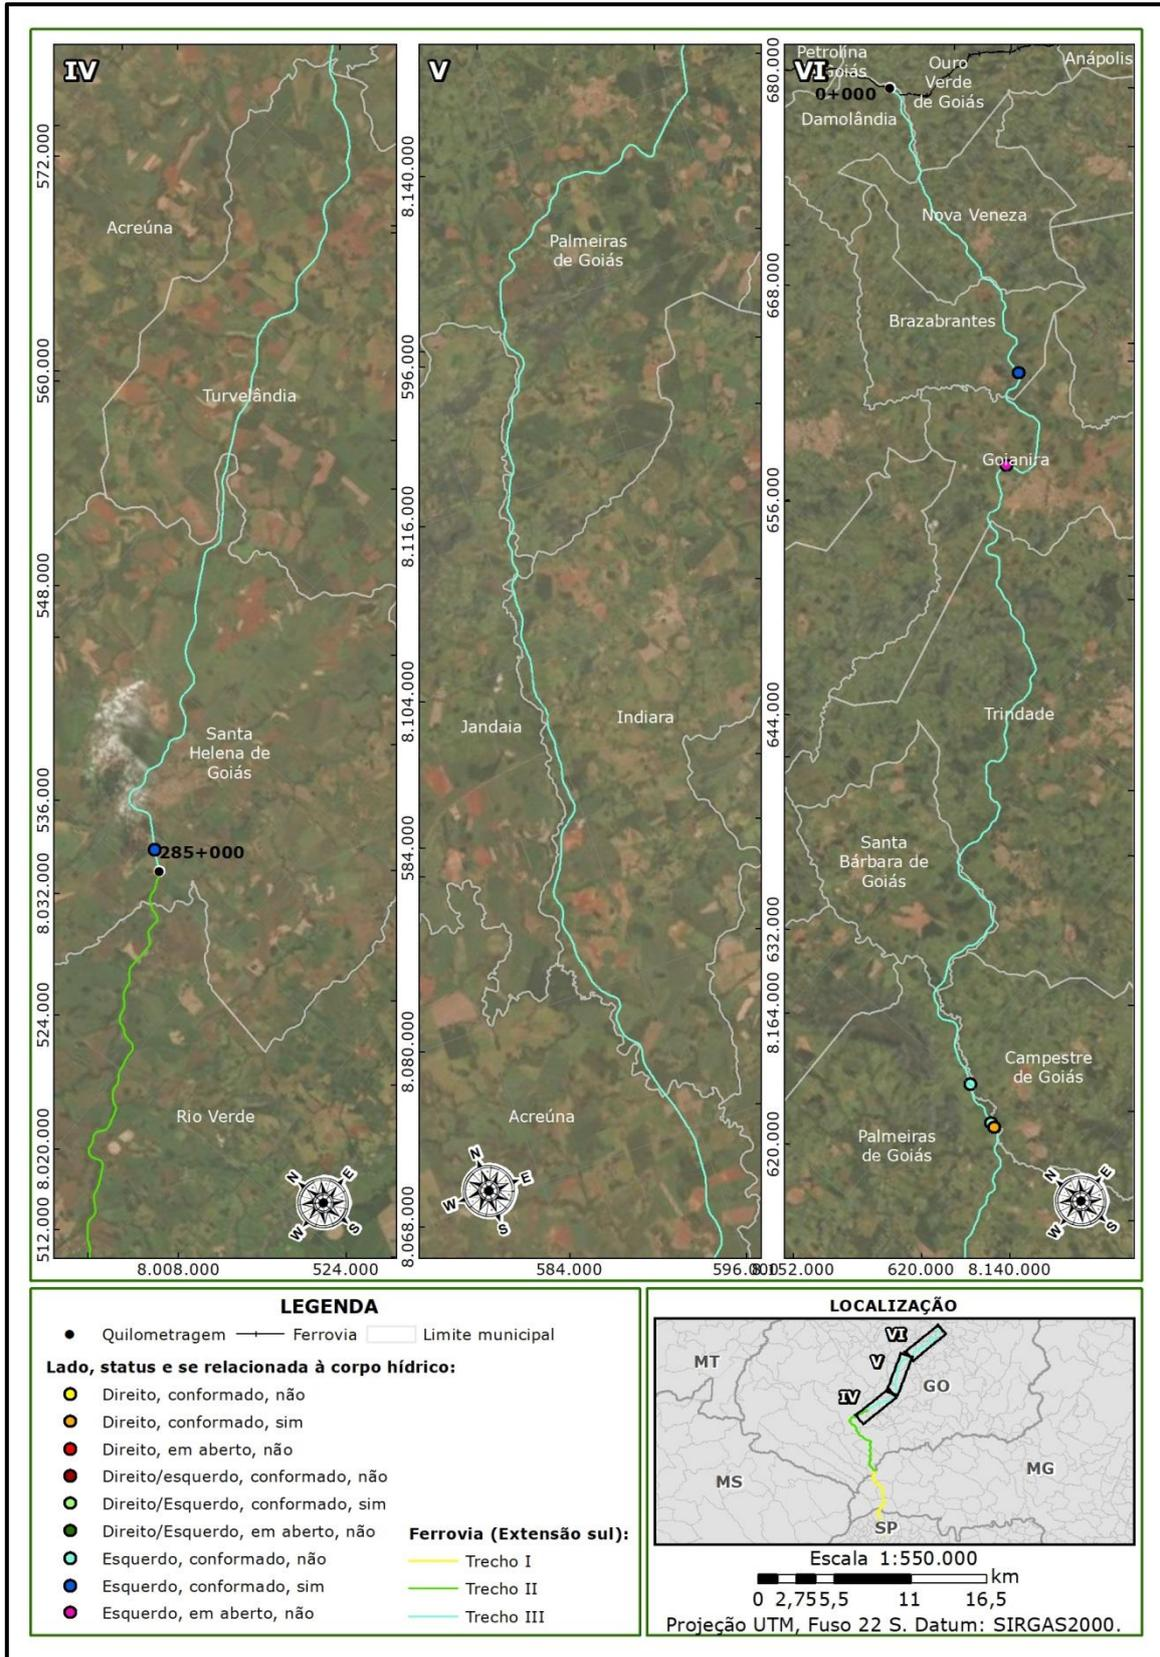 IV
572.000
560.000
548.000
536.000
8.032.000
524.000
8.020.000
512.000
8.008.000
524.000
Acreúna
Turvelândia
Santa
Helena de
Goiás
285+000
Rio Verde
N
E
W
S
V
8.140.000
596.000
8.116.000
8.104.000
584.000
8.080.000
8.068.000
584.000
Palmeiras
de Goiás
Jandaia
Indiara
Acreúna
N
E
W
S
VI
680.000
668.000
656.000
644.000
632.000
8.164.000
620.000
620.000
8.140.000
Petrolina
Goiás
0+000
Ouro
Verde
de Goiás
Anápolis
Damolândia
Nova Veneza
Brazabrantes
Goianira
Trindade
Santa
Bárbara de
Goiás
Campestre
de Goiás
Palmeiras
de Goiás
N
E
W
S
LEGENDA
Quilometragem Ferrovia Limite municipal
Lado, status e se relacionada à corpo hídrico:
Direito, conformado, não
Direito, conformado, sim
Direito, em aberto, não
Direito/esquerdo, conformado, não
Direito/Esquerdo, conformado, sim
Direito/Esquerdo, em aberto, não
Esquerdo, conformado, não
Esquerdo, conformado, sim
Esquerdo, em aberto, não
Ferrovia (Extensão sul):
Trecho I
Trecho II
Trecho III
LOCALIZAÇÃO
VI
V
IV
MT
GO
MS
MG
SP
Escala 1:550.000
km
0 2,75 5,5 11 16,5
Projeção UTM, Fuso 22 S. Datum: SIRGAS2000.